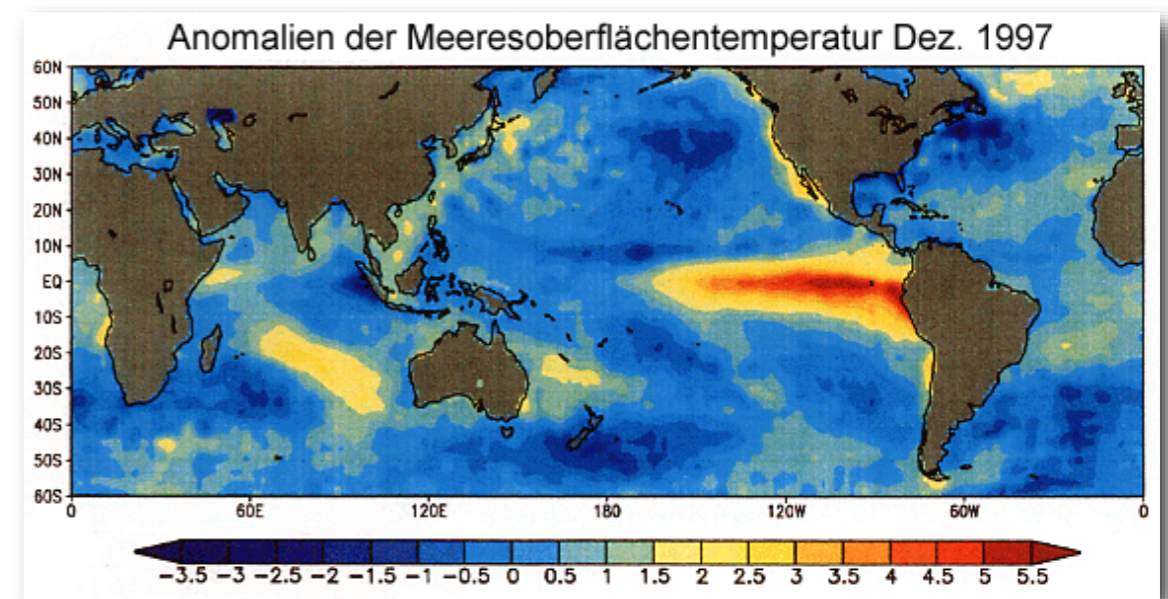 Anomalien der Meeresoberflächentemperatur Dez. 1997
60N
50N
40N
30N
20N
10N
EQ
10S
20S
30S
40S
50S
60S
0 60E 120E 180 120W 60W 0
-3.5 -3 -2.5 -2 -1.5 -1 -0.5 0 0.5 1 1.5 2 2.5 3 3.5 4 4.5 5 5.5